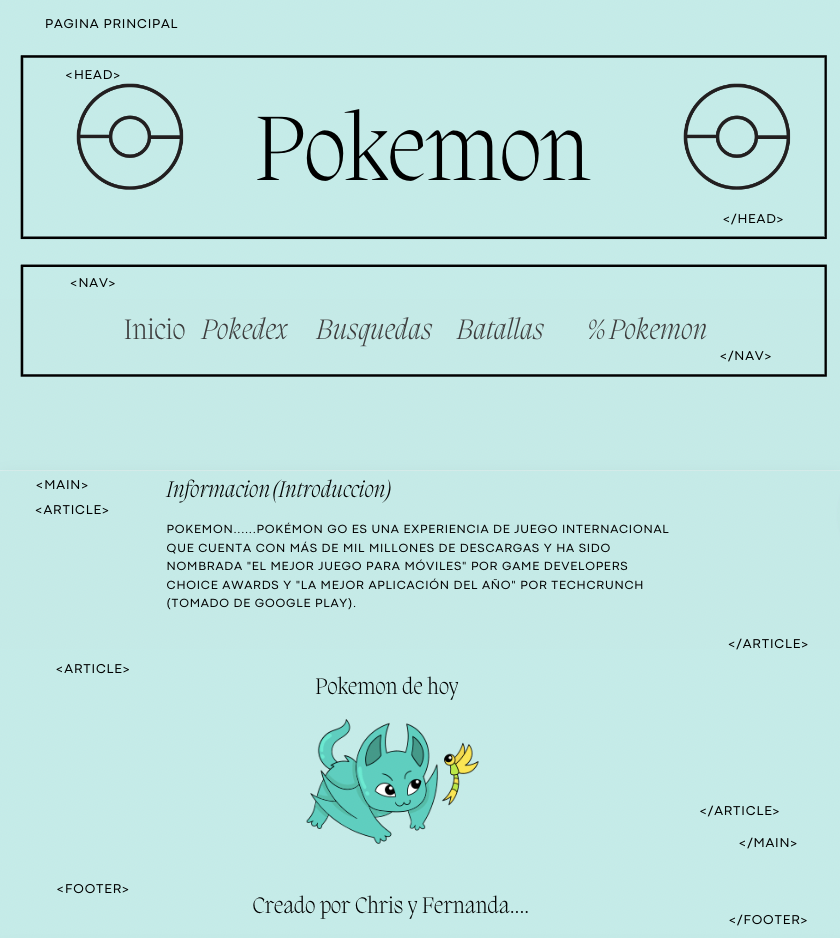 PAGINA PRINCIPAL
<HEAD>
Pokemon
</HEAD>
<NAV>
Inicio Pokedex Busquedas Batallas % Pokemon
</NAV>
<MAIN>
Informacion (Introduccion)
<ARTICLE>
POKEMON......POKÉMON GO ES UNA EXPERIENCIA DE JUEGO INTERNACIONAL
QUE CUENTA CON MÁS DE MIL MILLONES DE DESCARGAS Y HA SIDO
NOMBRADA "EL MEJOR JUEGO PARA MÓVILES" POR GAME DEVELOPERS
CHOICE AWARDS Y "LA MEJOR APLICACIÓN DEL AÑO" POR TECHCRUNCH
(TOMADO DE GOOGLE PLAY).
</ARTICLE>
<ARTICLE>
Pokemon de hoy
</ARTICLE>
</MAIN>
<FOOTER>
Creado por Chris y Fernanda....
</FOOTER>